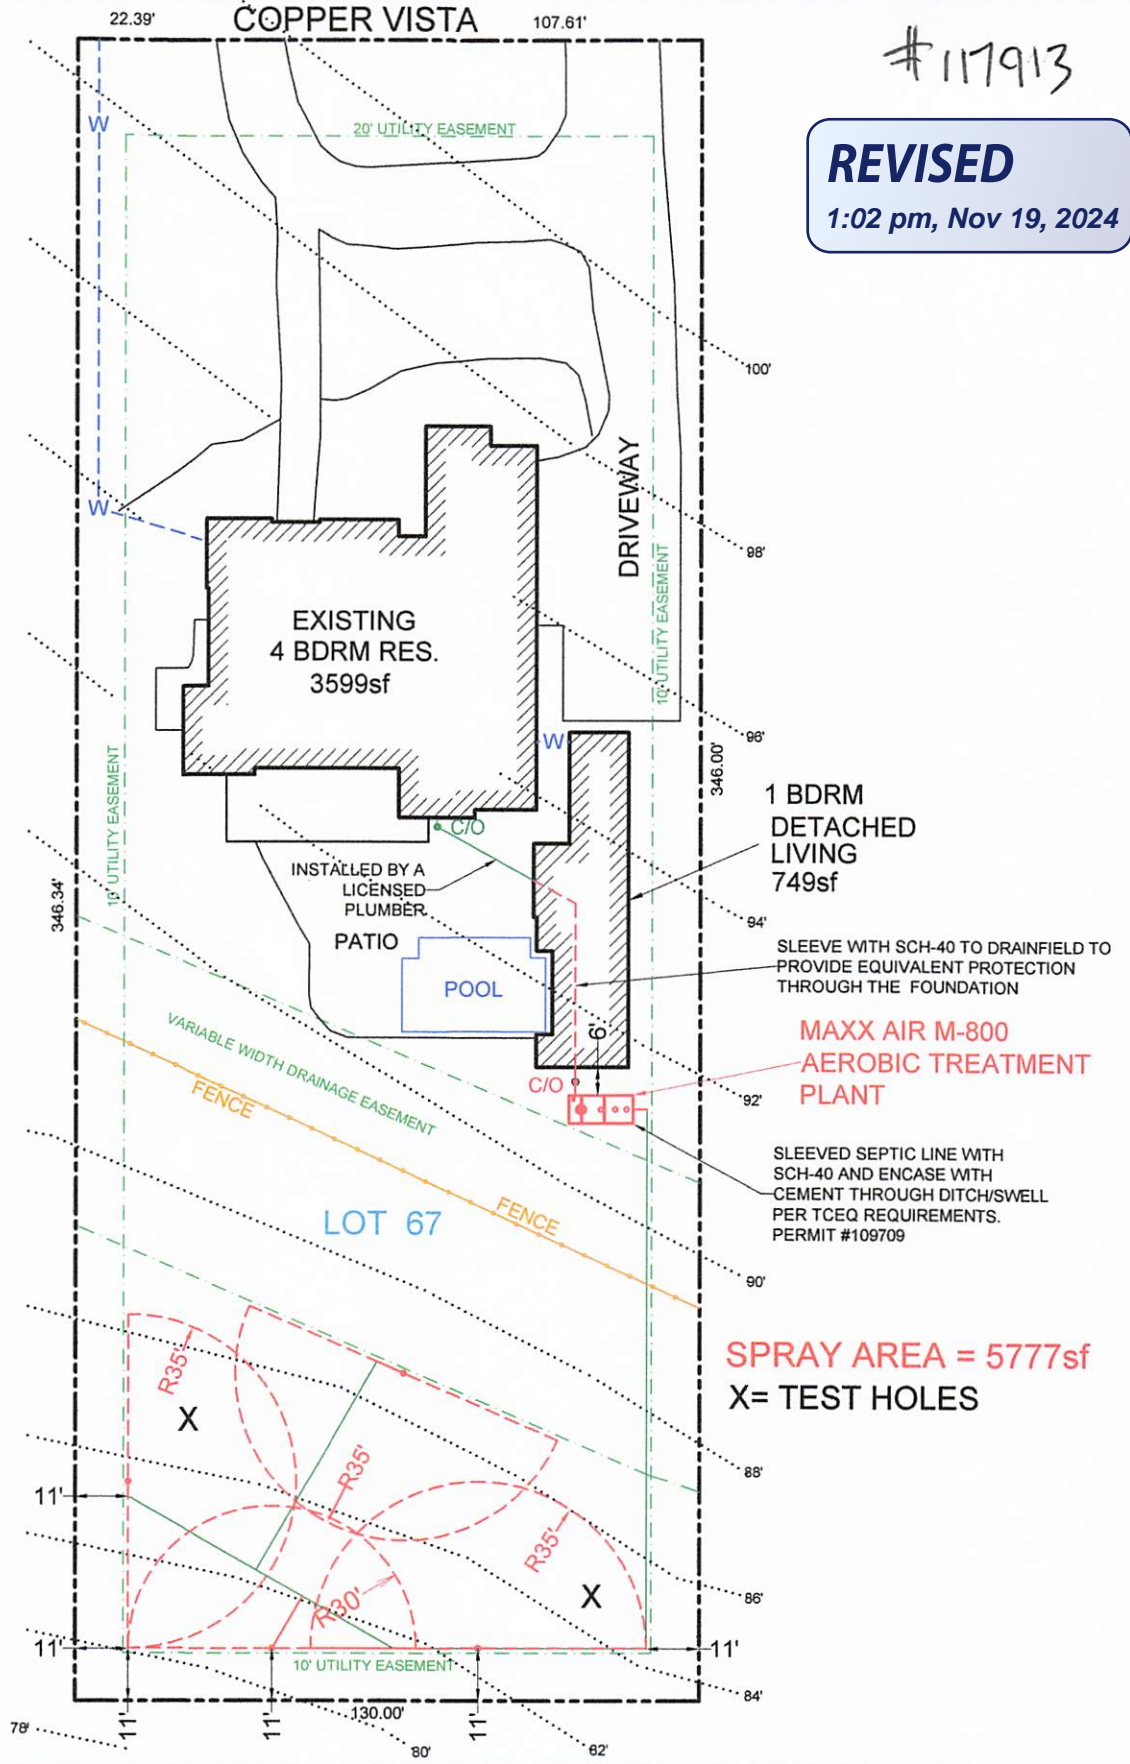 22.39'
COPPER VISTA
107.61'
#117913
REVISED
1:02 pm, Nov 19, 2024
W
20' UTILITY EASEMENT
100'
DRIVEWAY
W
98'
10' UTILITY EASEMENT
EXISTING
4 BDRM RES.
3599sf
96'
W
346.00'
10' UTILITY EASEMENT
1 BDRM
DETACHED
LIVING
749sf
C/O
INSTALLED BY A
LICENSED
PLUMBER
346.34'
94'
PATIO
SLEEVE WITH SCH-40 TO DRAINFIELD TO
PROVIDE EQUIVALENT PROTECTION
THROUGH THE FOUNDATION
POOL
VARIABLE WIDTH DRAINAGE EASEMENT
6'
MAXX AIR M-800
AEROBIC TREATMENT
PLANT
C/O
FENCE
92'
SLEEVED SEPTIC LINE WITH
SCH-40 AND ENCASE WITH
CEMENT THROUGH DITCH/SWELL
PER TCEQ REQUIREMENTS.
PERMIT #109709
LOT 67
FENCE
90'
SPRAY AREA = 5777sf
X= TEST HOLES
R35'
X
R35'
88'
11'
R35'
X
R30'
86'
11'
11'
10' UTILITY EASEMENT
84'
11'
11'
130.00'
11'
78'
80'
62'